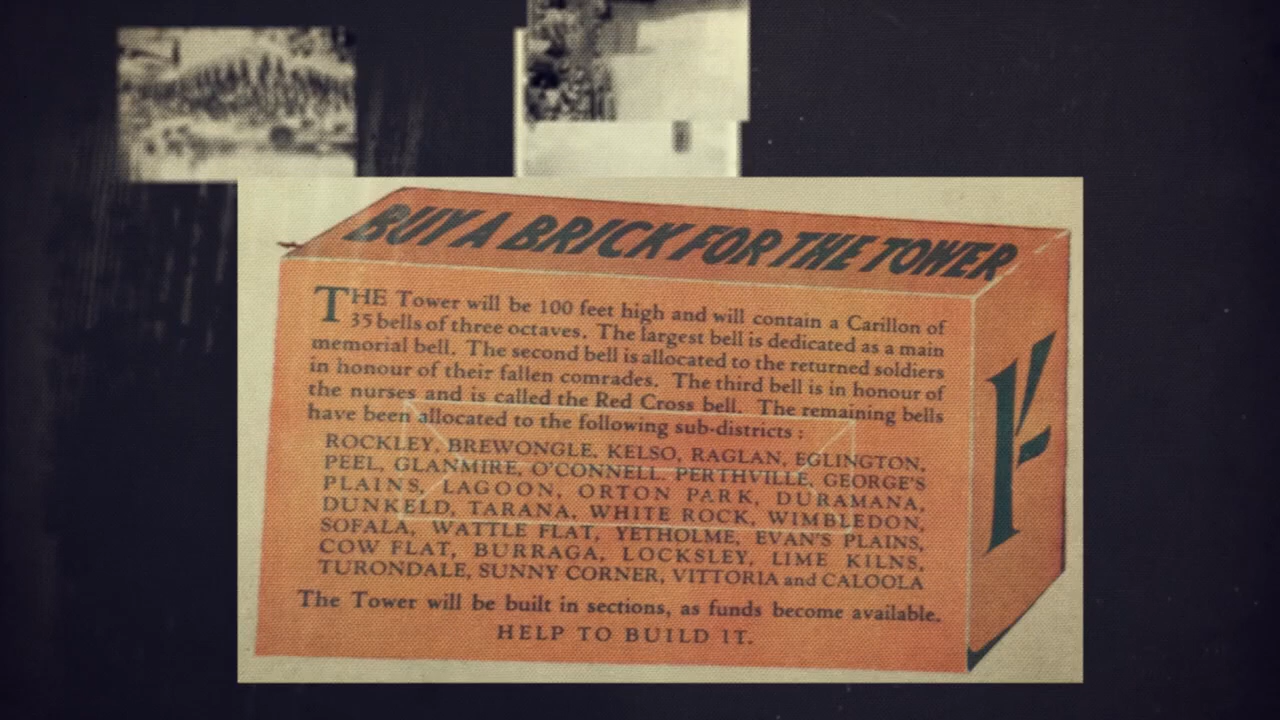 BUY A BRICK FOR THE TOWER
THE Tower will be 100 feet high and will contain a Carillon of
35 bells of three octaves. The largest bell is dedicated as a main
memorial bell. The second bell is allocated to the returned soldiers
in honour of their fallen comrades. The third bell is in honour of
the nurses and is called the Red Cross bell. The remaining bells
have been allocated to the following sub-districts :
ROCKLEY, BREWONGLE, KELSO, RAGLAN, EGLINGTON,
PEEL, GLANMIRE, O'CONNELL. PERTHVILLE, GEORGE'S
PLAINS, LAGOON, ORTON PARK, DURAMANA,
DUNKELD, TARANA, WHITE ROCK, WIMBLEDON,
SOFALA, WATTLE FLAT, YETHOLME, EVAN'S PLAINS,
COW FLAT, BURRAGA, LOCKSLEY, LIME KILNS,
TURONDALE, SUNNY CORNER, VITTORIA and CALOOLA
The Tower will be built in sections, as funds become available.
HELP TO BUILD IT.
1/-